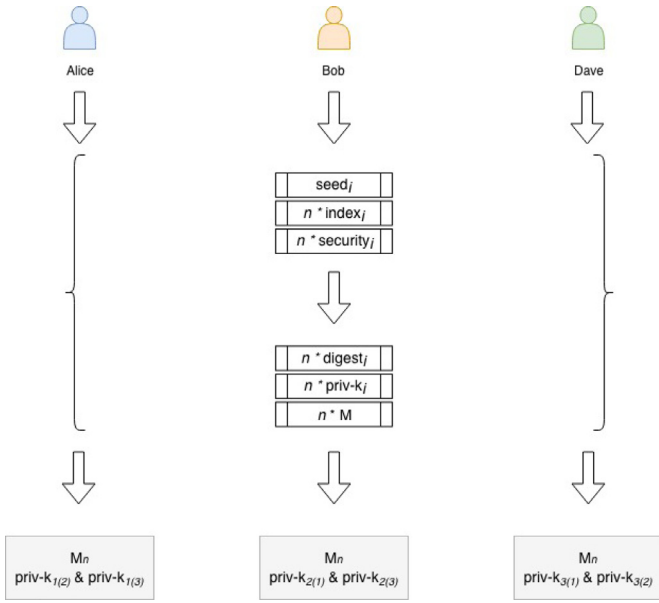 Alice
Bob
Dave
seedi
n * indexi
n * securityi
n * digesti
n * priv-ki
n * M
Mn
priv-k1(2) & priv-k1(3)
Mn
priv-k2(1) & priv-k2(3)
Mn
priv-k3(1) & priv-k3(2)